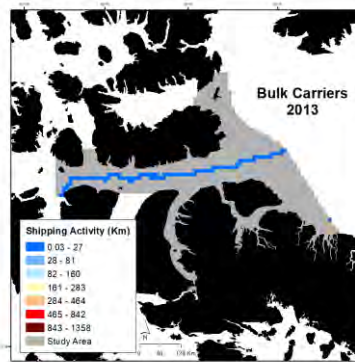 Bulk Carriers
2013
Shipping Activity (Km)
0.03 - 27
28 - 81
82 - 160
161 - 283
284 - 464
465 - 842
843 - 1358
Study Area